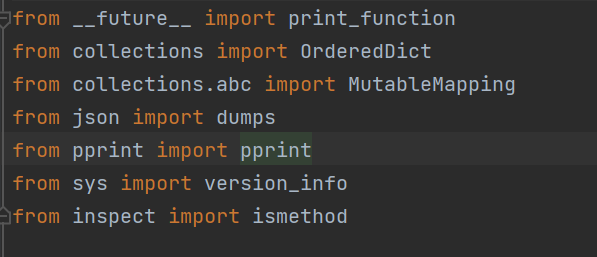 from __future__ import print_function
from collections import OrderedDict
from collections.abc import MutableMapping
from json import dumps
from pprint import pprint
from sys import version_info
from inspect import ismethod